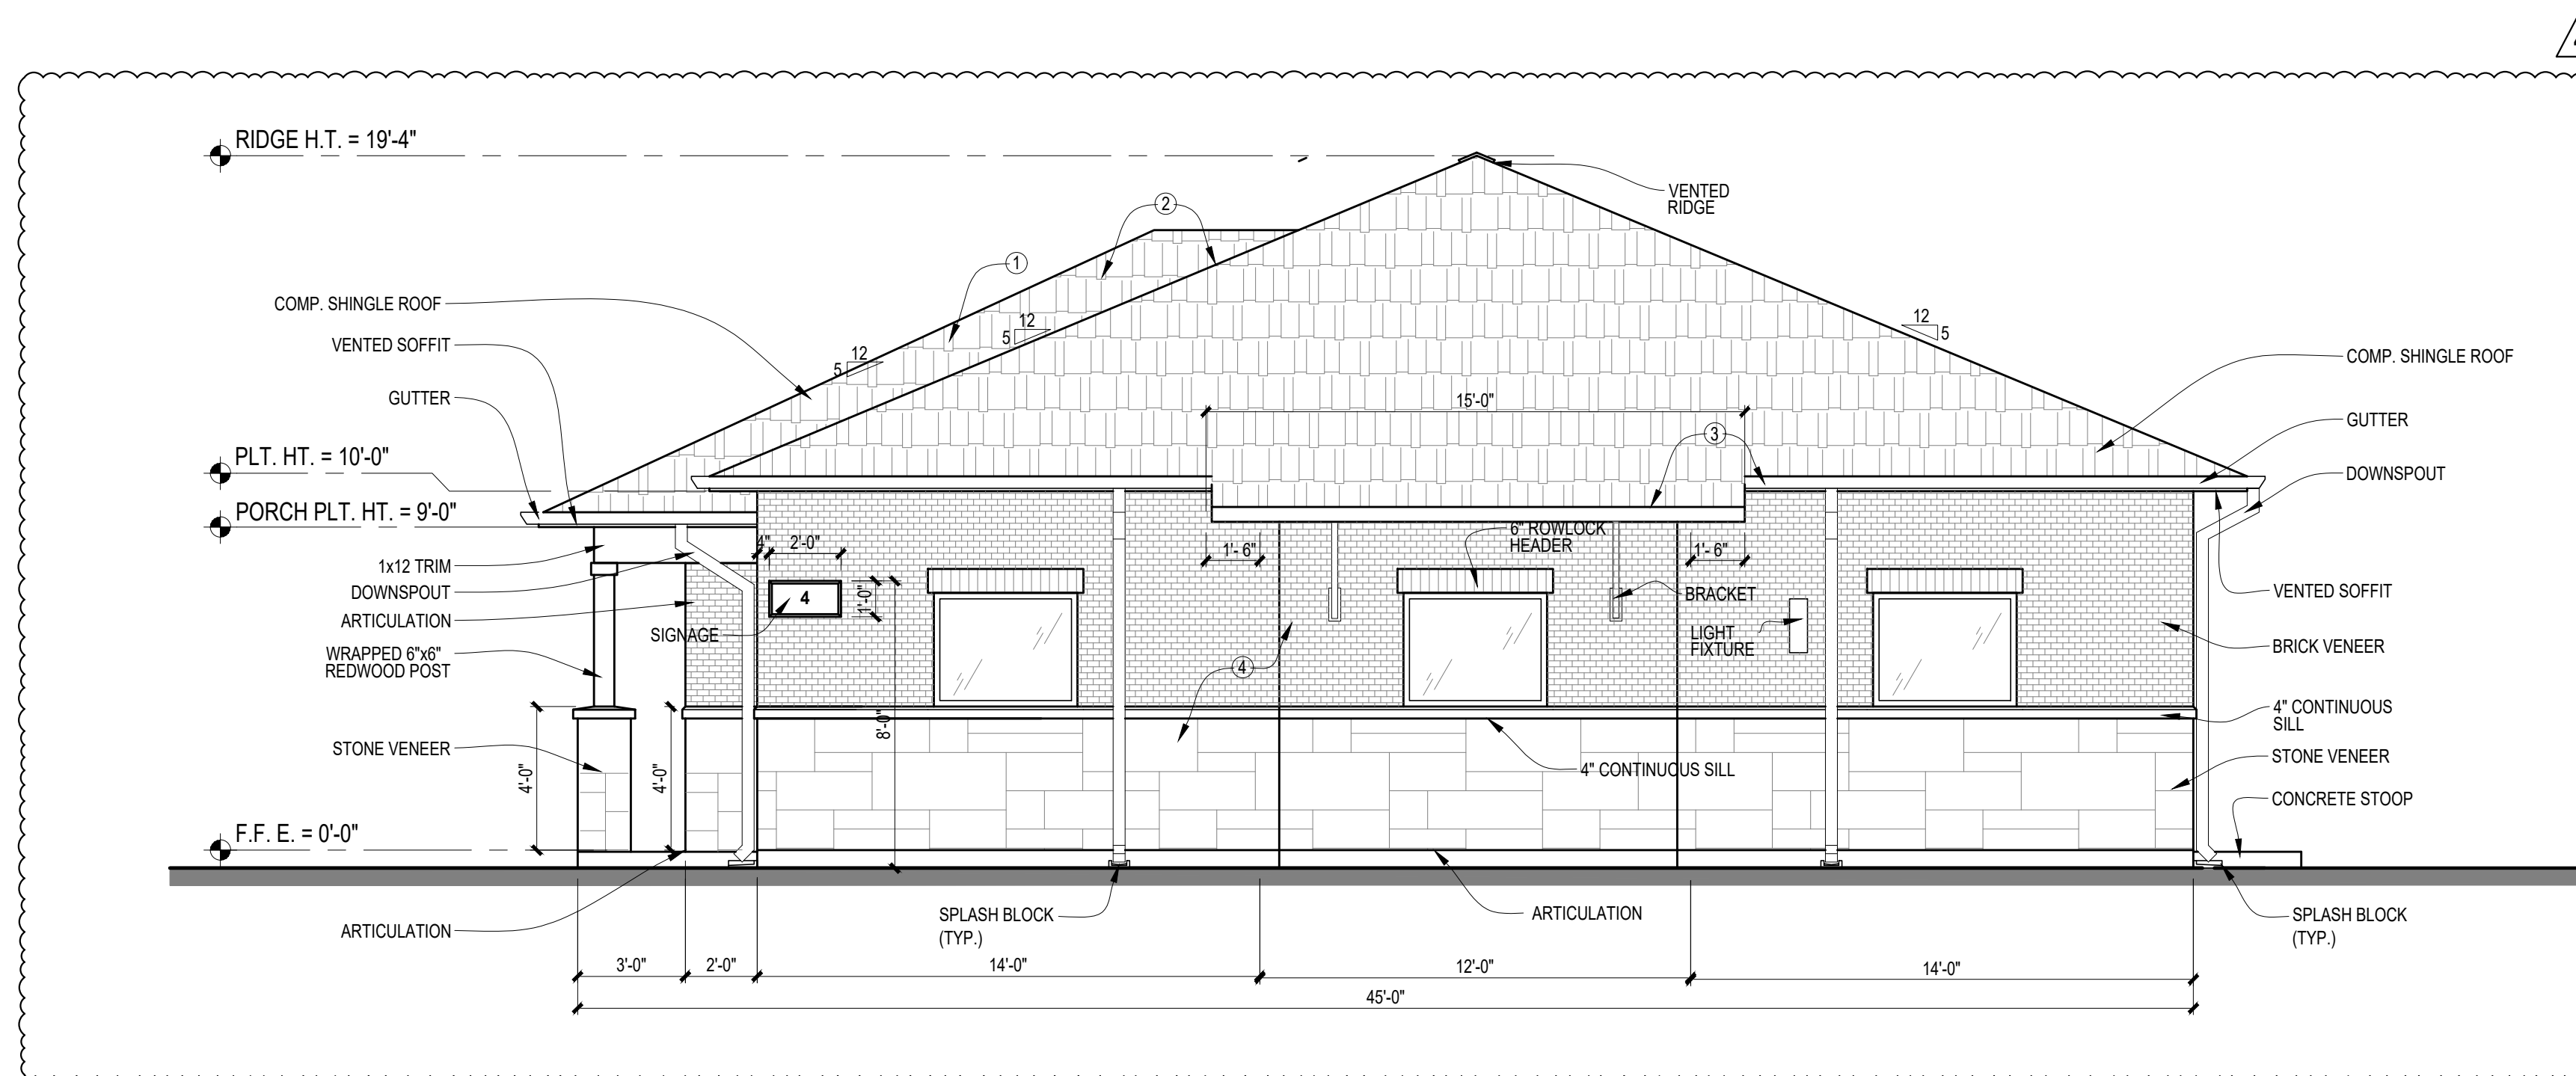 RIDGE H.T. = 19'-4"
VENTED
RIDGE
2
1
COMP. SHINGLE ROOF
12
5
12
5
12
5
VENTED SOFFIT
COMP. SHINGLE ROOF
GUTTER
15'-0"
GUTTER
3
PLT. HT. = 10'-0"
DOWNSPOUT
PORCH PLT. HT. = 9'-0"
6" ROWLOCK
HEADER
4"
2'-0"
1'- 6"
1'- 6"
1x12 TRIM
DOWNSPOUT
4
1'-0"
BRACKET
VENTED SOFFIT
ARTICULATION
SIGNAGE
LIGHT
FIXTURE
BRICK VENEER
WRAPPED 6"x6"
REDWOOD POST
4
4" CONTINUOUS
SILL
8'-0"
STONE VENEER
STONE VENEER
4'-0"
4'-0"
4" CONTINUOUS SILL
CONCRETE STOOP
F.F. E. = 0'-0"
ARTICULATION
SPLASH BLOCK
(TYP.)
ARTICULATION
SPLASH BLOCK
(TYP.)
3'-0"
2'-0"
14'-0"
12'-0"
14'-0"
45'-0"